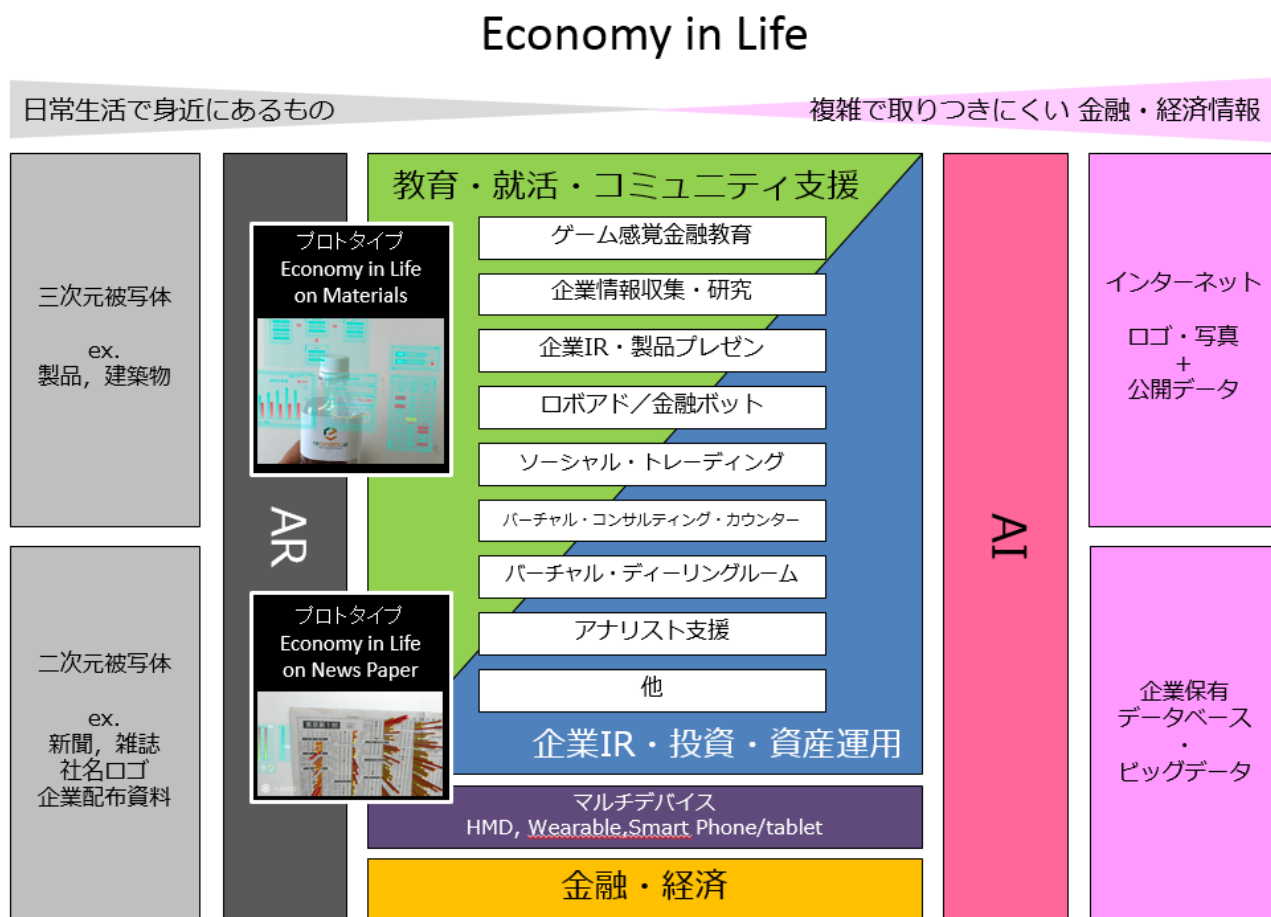 Economy in Life
日常生活で身近にあるもの
複雑で取りつきにくい 金融・経済情報
三次元被写体
ex.
製品, 建築物
二次元被写体
ex.
新聞, 雑誌
社名ロゴ
企業配布資料
AR
プロトタイプ
Economy in Life
on Materials
プロトタイプ
Economy in Life
on News Paper
教育・就活・コミュニティ支援
ゲーム感覚金融教育
企業情報収集・研究
企業IR・製品プレゼン
ロボアド／金融ボット
ソーシャル・トレーディング
バーチャル・コンサルティング・カウンター
バーチャル・ディーリングルーム
アナリスト支援
他
企業IR・投資・資産運用
マルチデバイス
HMD, Wearable,Smart Phone/tablet
金融・経済
AI
インターネット
ロゴ・写真
+
公開データ
企業保有
データベース
・
ビッグデータ